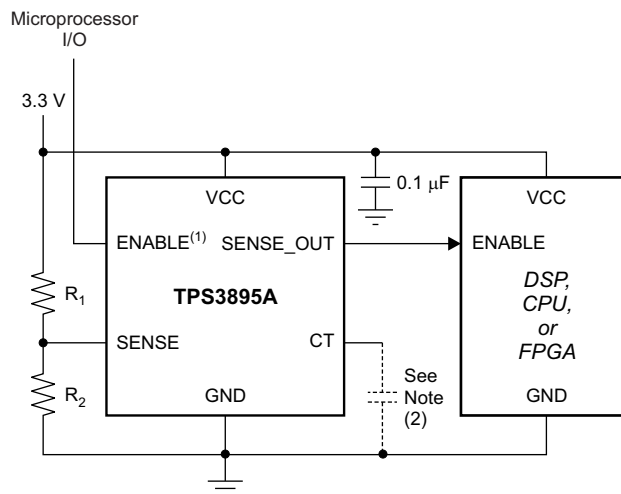 Microprocessor
I/O
3.3 V
VCC
0.1 μF
VCC
ENABLE(1)
SENSE_OUT
ENABLE
R1
TPS3895A
DSP,
CPU,
or
FPGA
SENSE
CT
R2
See
Note
(2)
GND
GND